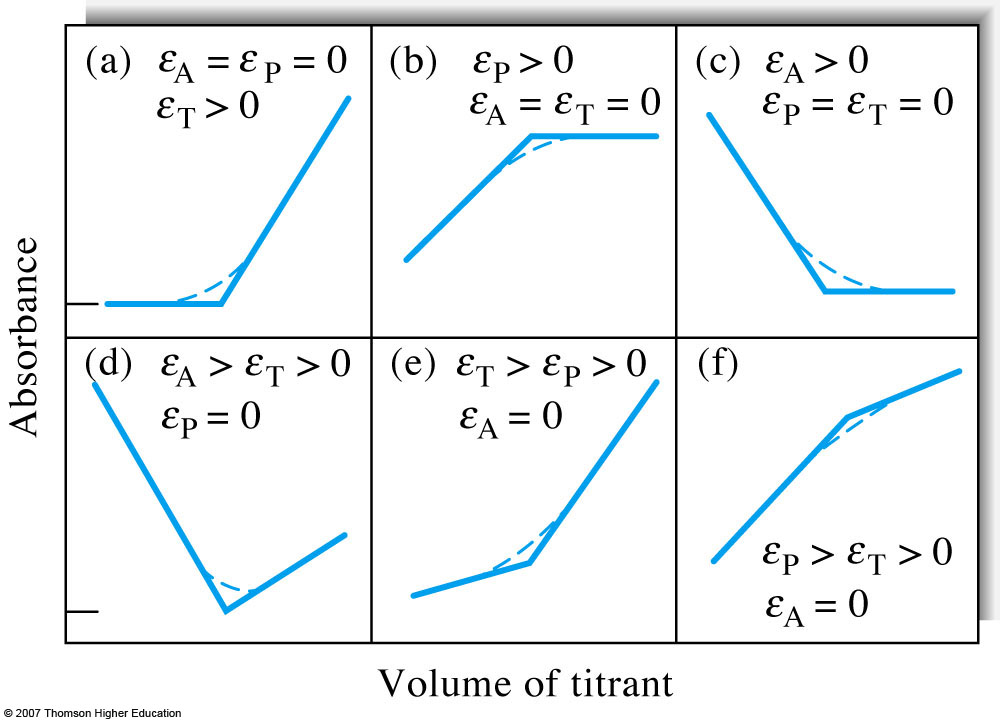 (a) εA = εP = 0
εT > 0
(b) εP > 0
εA = εT = 0
(c) εA > 0
εP = εT = 0
(d) εA > εT > 0
εP = 0
(e) εT > εP > 0
εA = 0
(f)
εP > εT > 0
εA = 0
Absorbance
Volume of titrant
© 2007 Thomson Higher Education